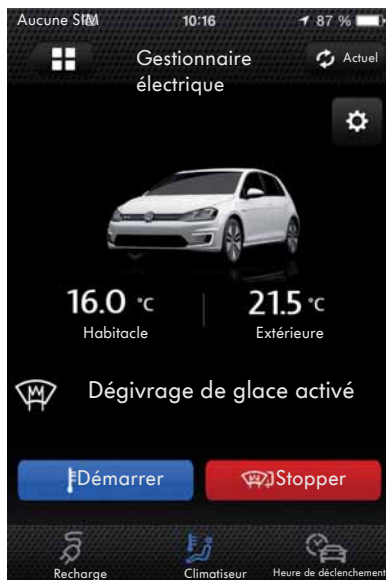 Aucune SIM 10:16 87 %
Gestionnaire Actuel
électrique
16.0 °C 21.5 °C
Habitacle Extérieure
Dégivrage de glace activé
Démarrer Stopper
Recharge Climatiseur Heure de déclenchement